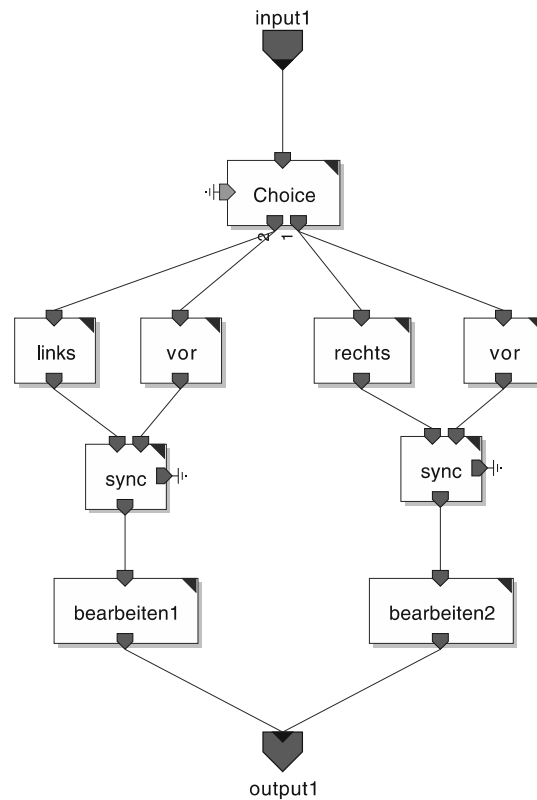 input1
Choice
2 1
links vor rechts vor
sync sync
bearbeiten1 bearbeiten2
output1